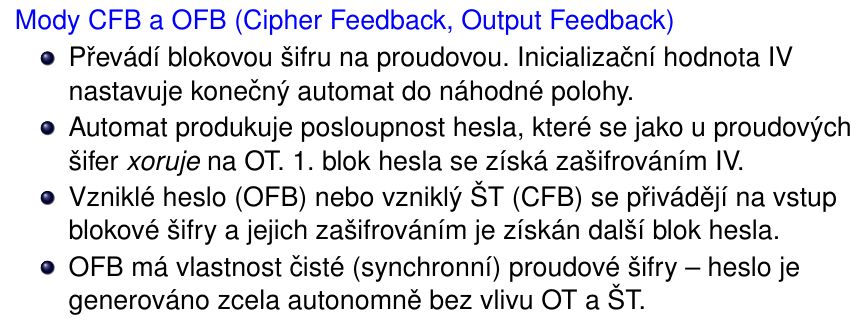 Mody CFB a OFB (Cipher Feedback, Output Feedback)
Převádí blokovou šifru na proudovou. Inicializační hodnota IV
nastavuje konečný automat do náhodné polohy.
Automat produkuje posloupnost hesla, které se jako u proudových
šifer xoruje na OT. 1. blok hesla se získá zašifrováním IV.
Vzniklé heslo (OFB) nebo vzniklý ŠT (CFB) se přivádějí na vstup
blokové šifry a jejich zašifrováním je získán další blok hesla.
OFB má vlastnost čisté (synchronní) proudové šifry – heslo je
generováno zcela autonomně bez vlivu OT a ŠT.